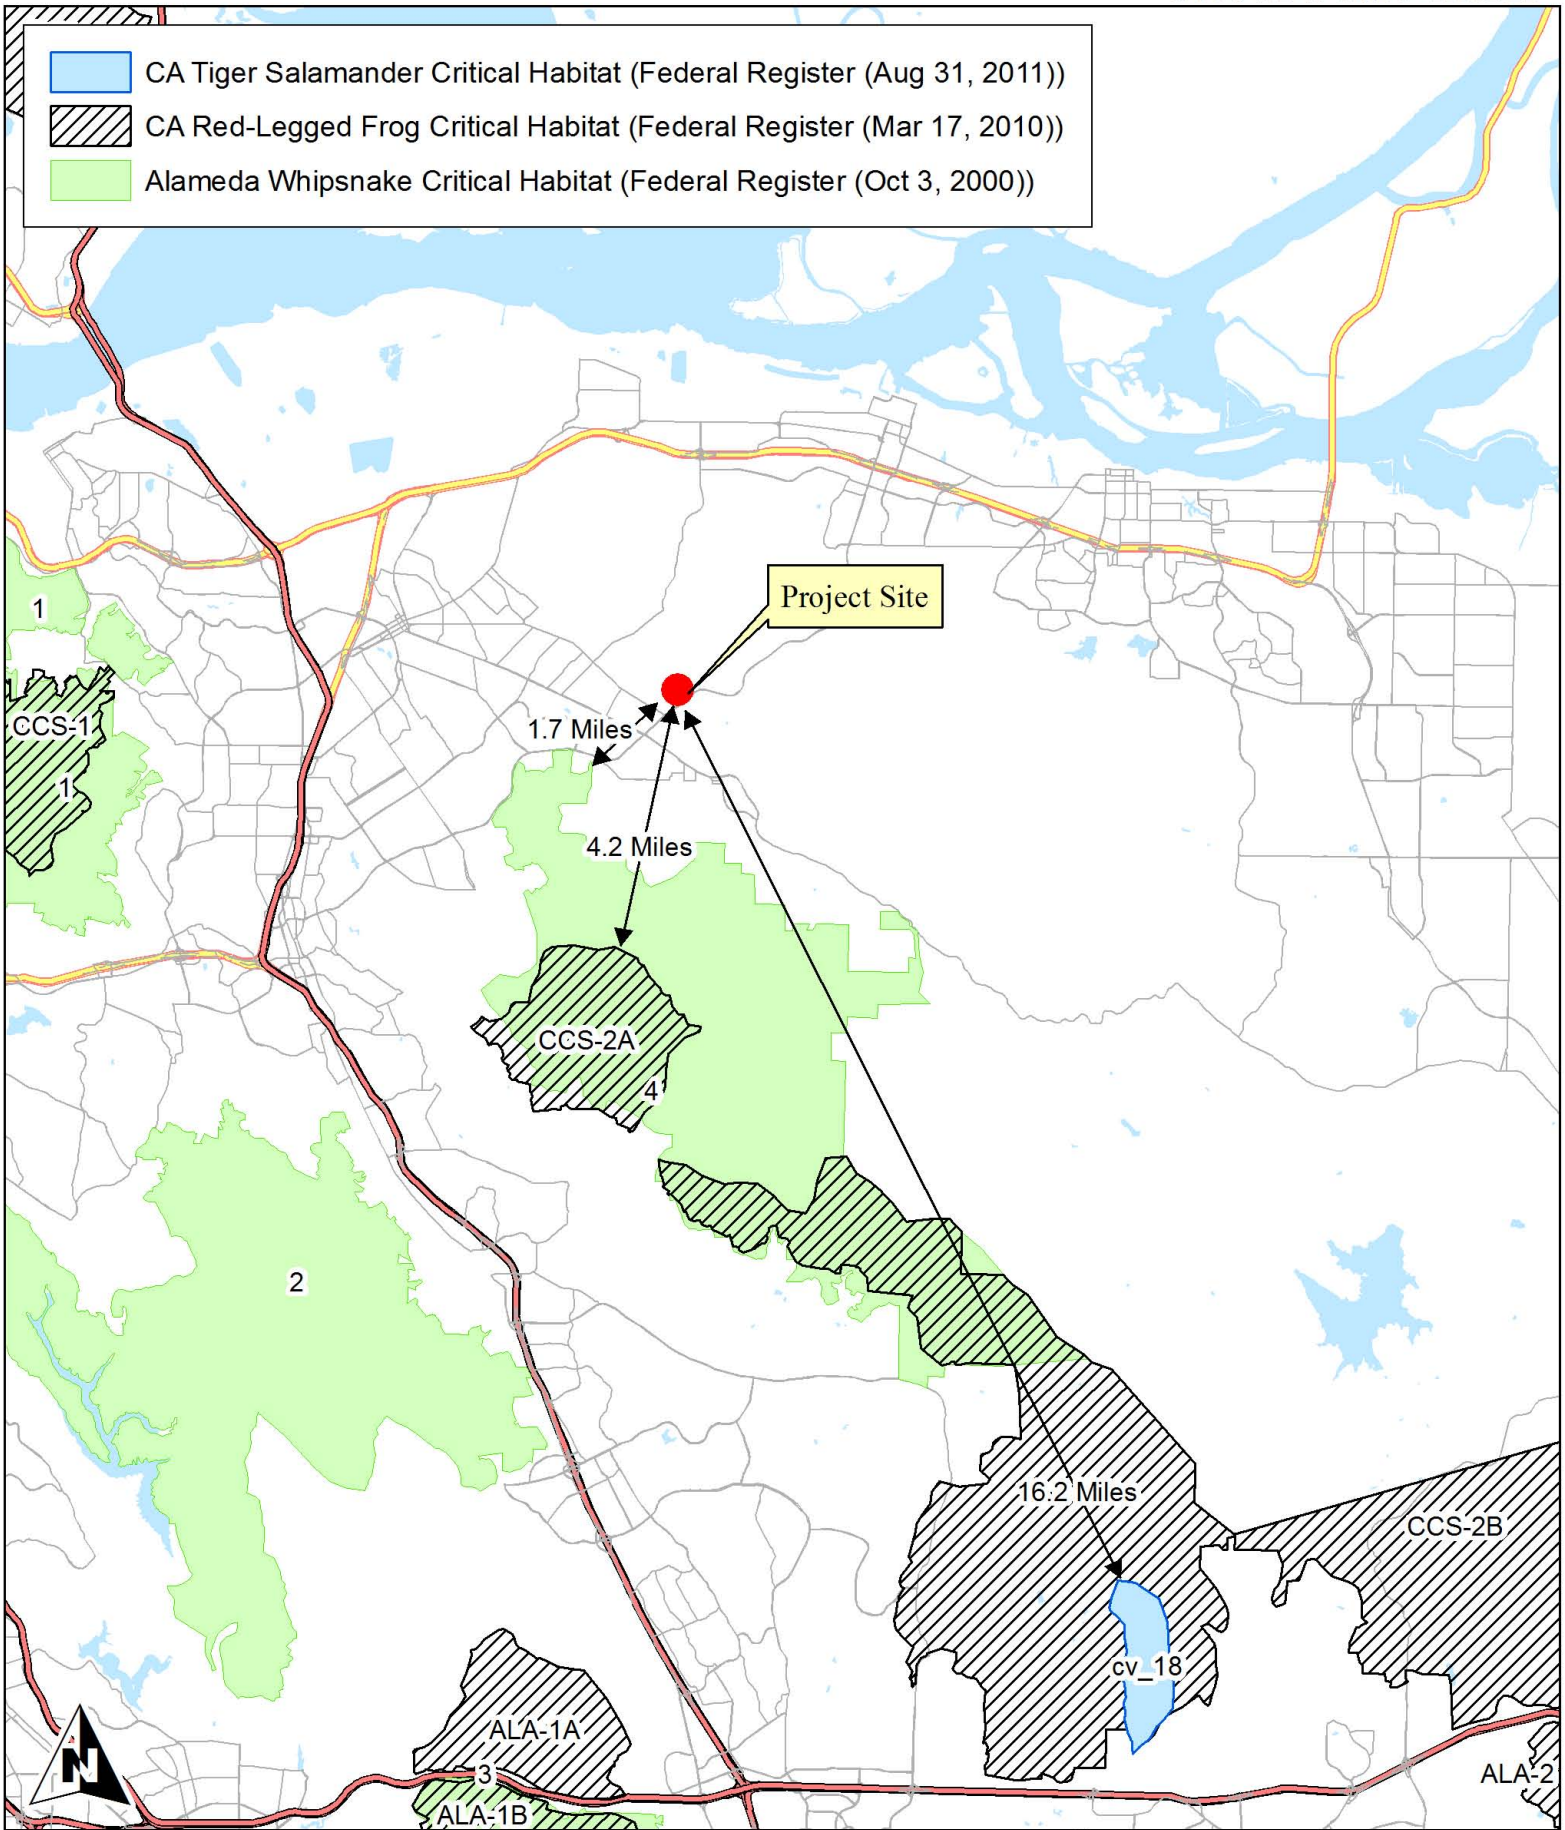 CA Tiger Salamander Critical Habitat (Federal Register (Aug 31, 2011))
CA Red-Legged Frog Critical Habitat (Federal Register (Mar 17, 2010))
Alameda Whipsnake Critical Habitat (Federal Register (Oct 3, 2000))
Project Site
1
CCS-1
1.7 Miles
1
4.2 Miles
CCS-2A
4
2
16.2 Miles
CCS-2B
cv_18
ALA-1A
N
3
ALA-2
ALA-1B